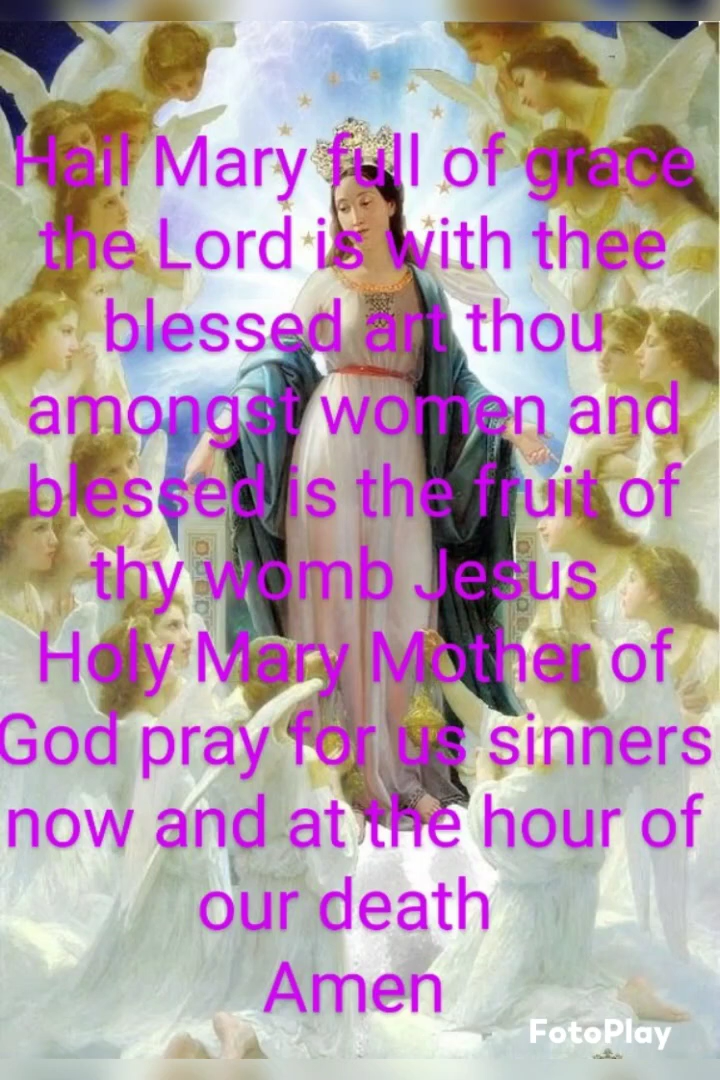 Hail Mary full of grace
the Lord is with thee
blessed art thou
amongst women and
blessed is the fruit of
thy womb Jesus
Holy Mary Mother of
God pray for us sinners
now and at the hour of
our death
Amen
FotoPlay